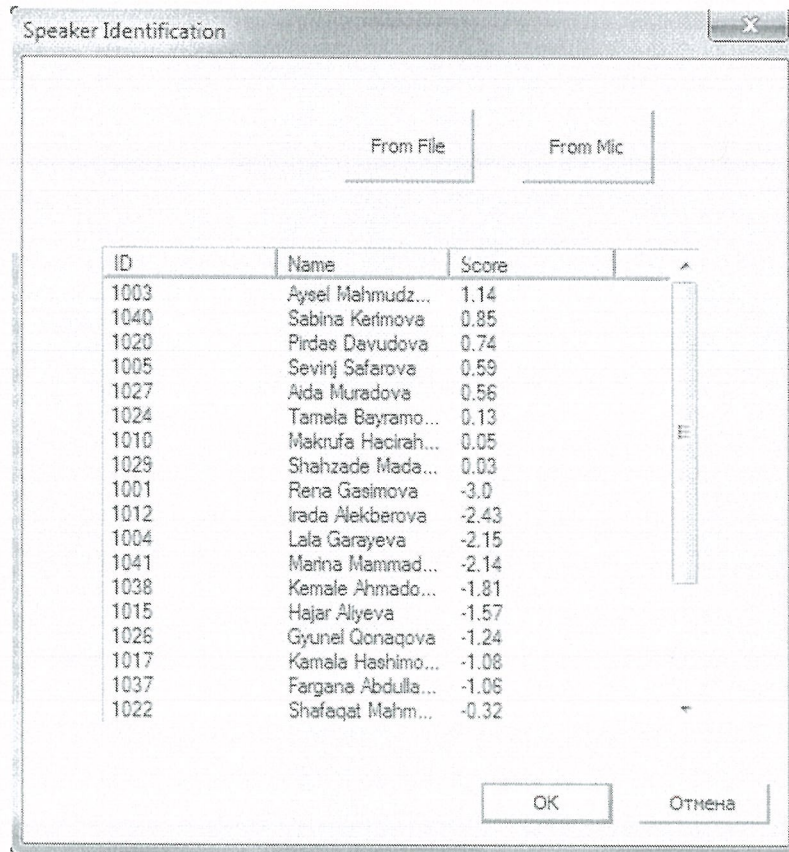 Speaker Identification
From File From Mic
ID Name Score
1003 Aysel Mahmudz... 1.14
1040 Sabina Kerimova 0.85
1020 Pirdas Davudova 0.74
1005 Sevinj Safarova 0.59
1027 Aida Muradova 0.56
1024 Tamela Bayramo... 0.13
1010 Makrufa Hacirah... 0.05
1029 Shahzade Mada... 0.03
1001 Rena Gasimova -3.0
1012 Irada Alekberova -2.43
1004 Lala Garayeva -2.15
1041 Marina Mammad... -2.14
1038 Kemale Ahmado... -1.81
1015 Hajar Aliyeva -1.57
1026 Gyunel Qonaqova -1.24
1017 Kamala Hashimo... -1.08
1037 Fargana Abdulla... -1.06
1022 Shafaqat Mahm... -0.32
OK Отмена